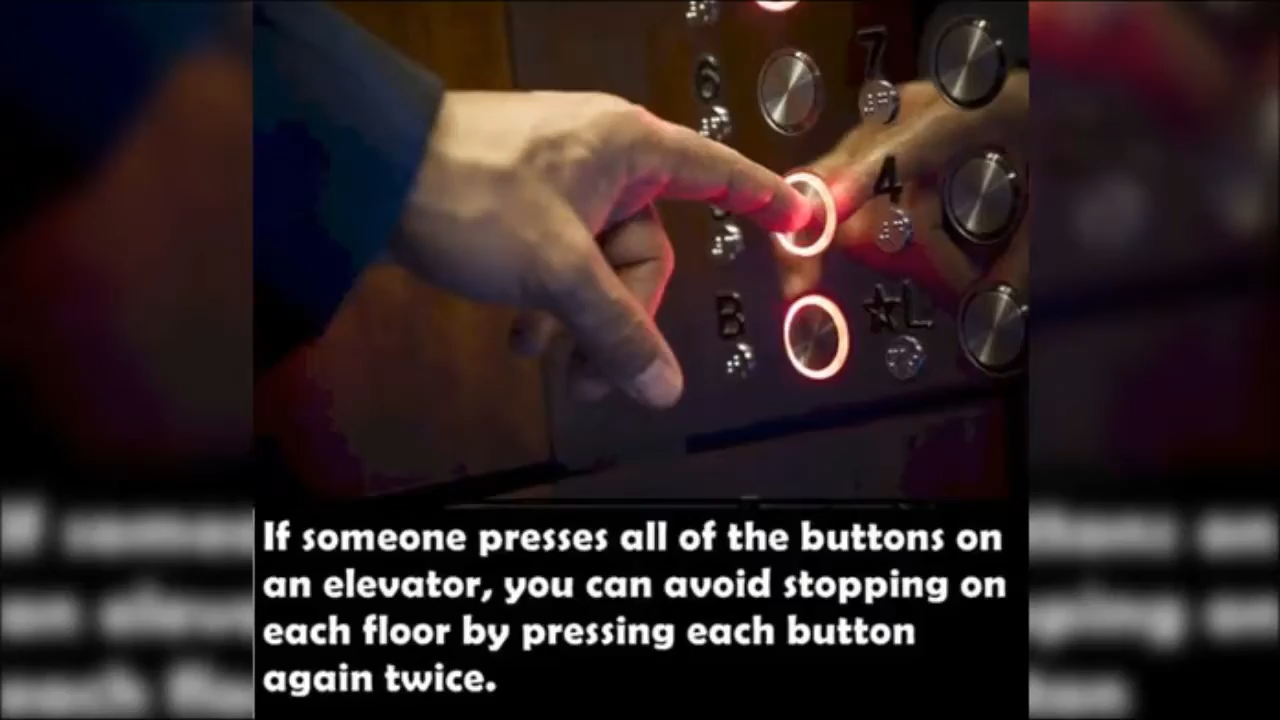 6 7
4
B ★L
If someone presses all of the buttons on
an elevator, you can avoid stopping on
each floor by pressing each button
again twice.